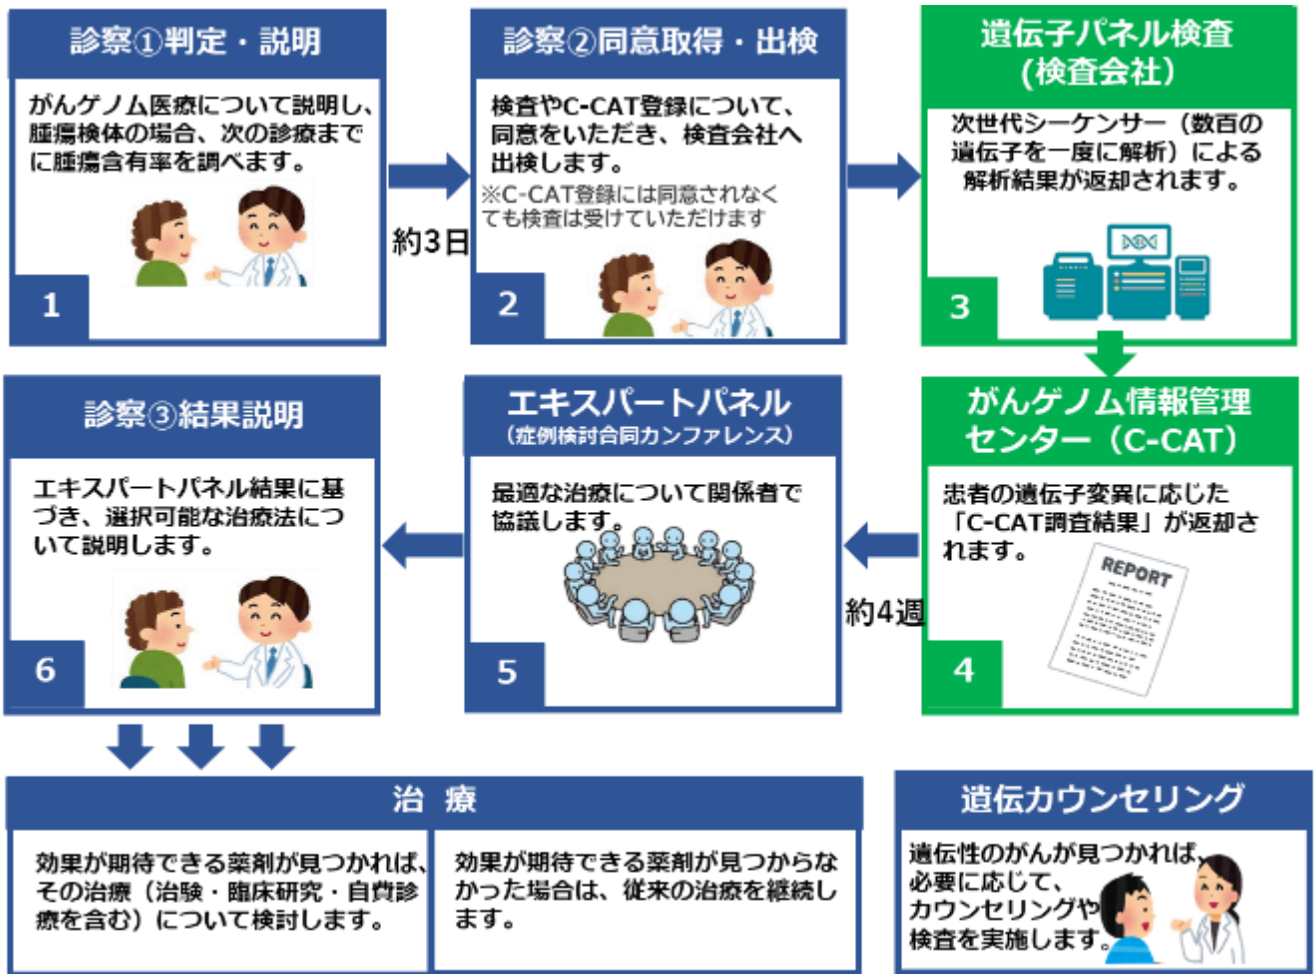 診察①判定・説明
がんゲノム医療について説明し、
腫瘍検体の場合、次の診療まで
に腫瘍含有率を調べます。
1
約3日
診察②同意取得・出検
検査やC-CAT登録について、
同意をいただき、検査会社へ
出検します。
※C-CAT登録には同意されなく
ても検査は受けていただけます
2
遺伝子パネル検査
(検査会社)
次世代シーケンサー（数百の
遺伝子を一度に解析）による
解析結果が返却されます。
3
がんゲノム情報管理
センター（C-CAT）
患者の遺伝子変異に応じた
「C-CAT調査結果」が返却さ
れます。
REPORT
4
約4週
エキスパートパネル
（症例検討合同カンファレンス）
最適な治療について関係者で
協議します。
5
診察③結果説明
エキスパートパネル結果に基
づき、選択可能な治療法につ
いて説明します。
6
治 療
効果が期待できる薬剤が見つかれば、
その治療（治験・臨床研究・自費診
療を含む）について検討します。
効果が期待できる薬剤が見つからな
かった場合は、従来の治療を継続し
ます。
遺伝カウンセリング
遺伝性のがんが見つかれば、
必要に応じて、
カウンセリングや
検査を実施します。